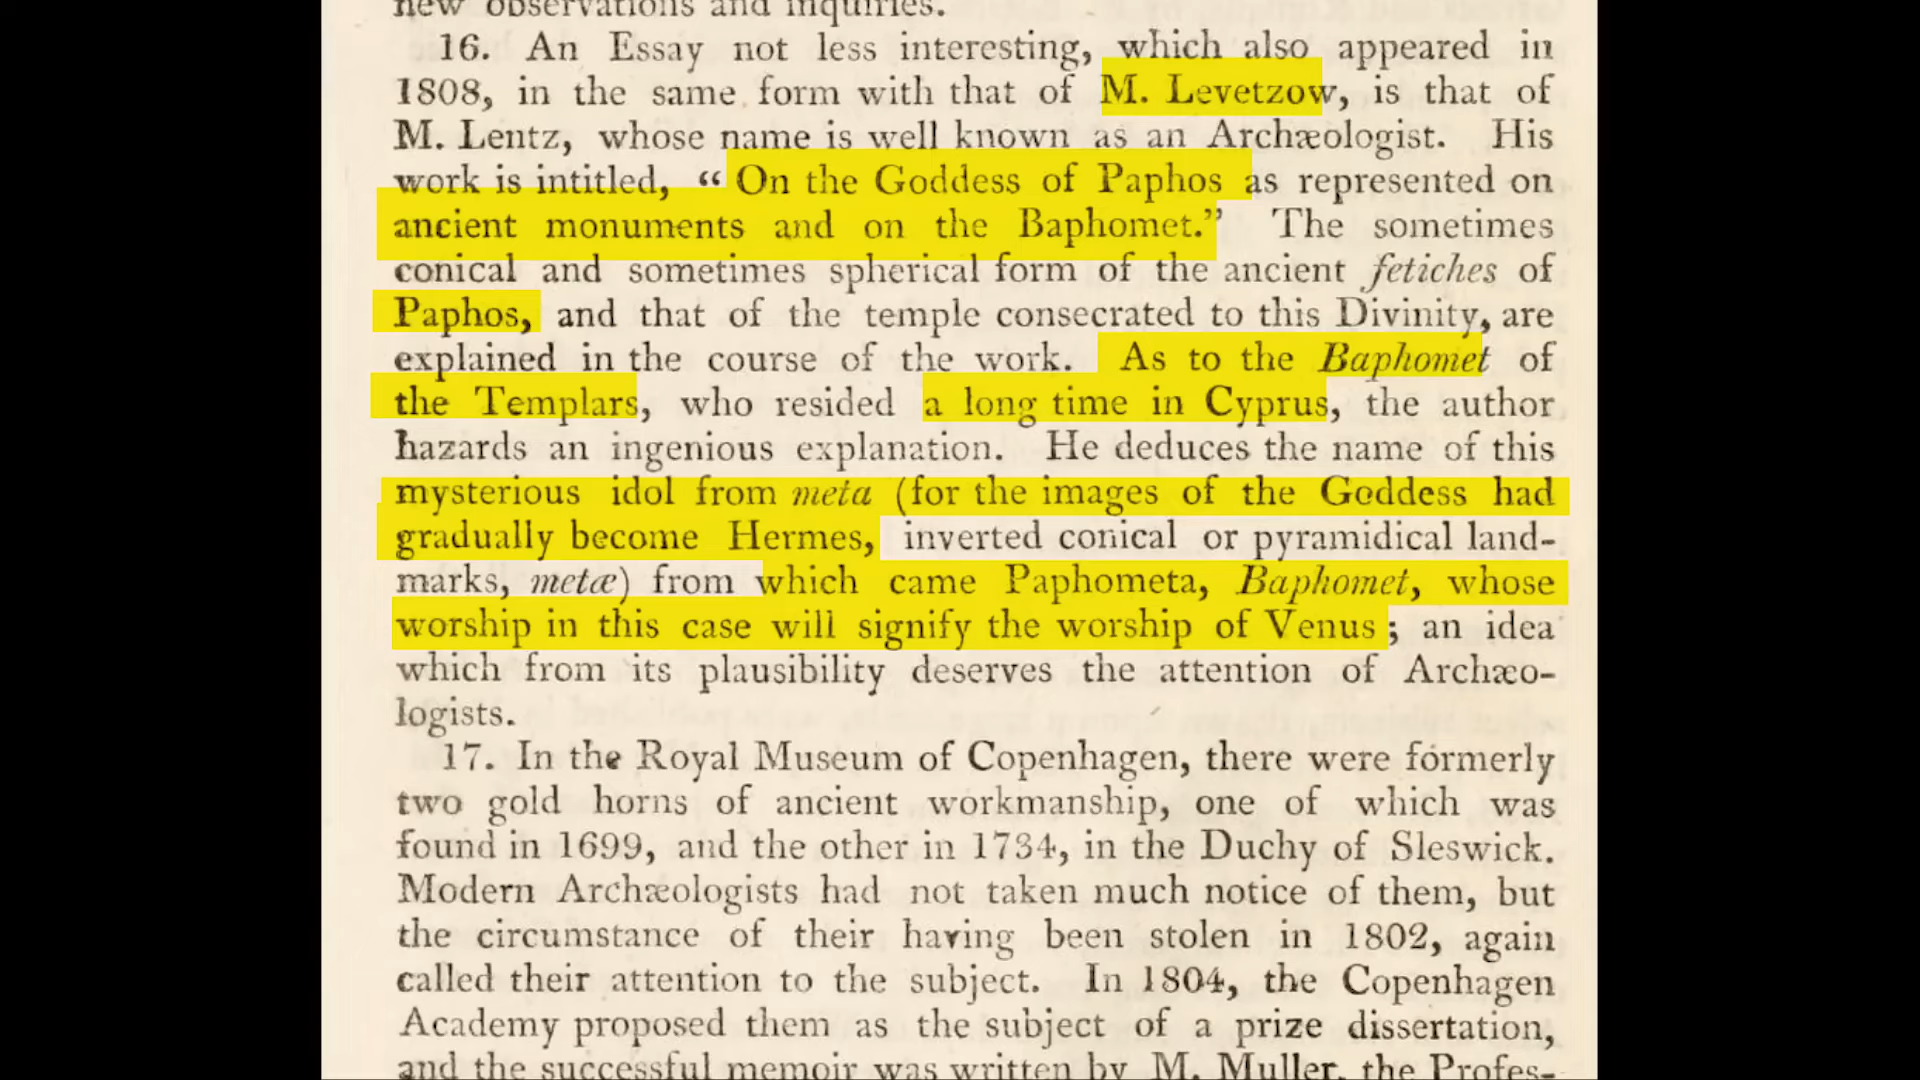 new observations and inquiries.
16. An Essay not less interesting, which also appeared in
1808, in the same form with that of M. Levetzow, is that of
M. Lentz, whose name is well known as an Archæologist. His
work is intitled, “ On the Goddess of Paphos as represented on
ancient monuments and on the Baphomet.” The sometimes
conical and sometimes spherical form of the ancient fetiches of
Paphos, and that of the temple consecrated to this Divinity, are
explained in the course of the work. As to the Baphomet of
the Templars, who resided a long time in Cyprus, the author
hazards an ingenious explanation. He deduces the name of this
mysterious idol from meta (for the images of the Goddess had
gradually become Hermes, inverted conical or pyramidical land-
marks, metæ) from which came Paphometa, Baphomet, whose
worship in this case will signify the worship of Venus ; an idea
which from its plausibility deserves the attention of Archæo-
logists.
17. In the Royal Museum of Copenhagen, there were formerly
two gold horns of ancient workmanship, one of which was
found in 1699, and the other in 1734, in the Duchy of Sleswick.
Modern Archæologists had not taken much notice of them, but
the circumstance of their having been stolen in 1802, again
called their attention to the subject. In 1804, the Copenhagen
Academy proposed them as the subject of a prize dissertation,
and the successful memoir was written by M. Muller, the Profes-